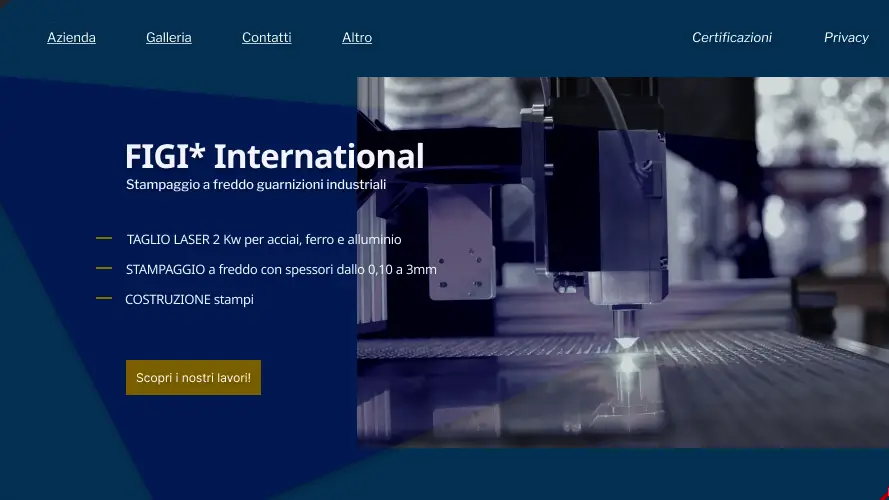 Azienda Galleria Contatti Altro Certificazioni Privacy
FIGI* International
Stampaggio a freddo guarnizioni industriali
TAGLIO LASER 2 Kw per acciai, ferro e alluminio
STAMPAGGIO a freddo con spessori dallo 0,10 a 3mm
COSTRUZIONE stampi
Scopri i nostri lavori!